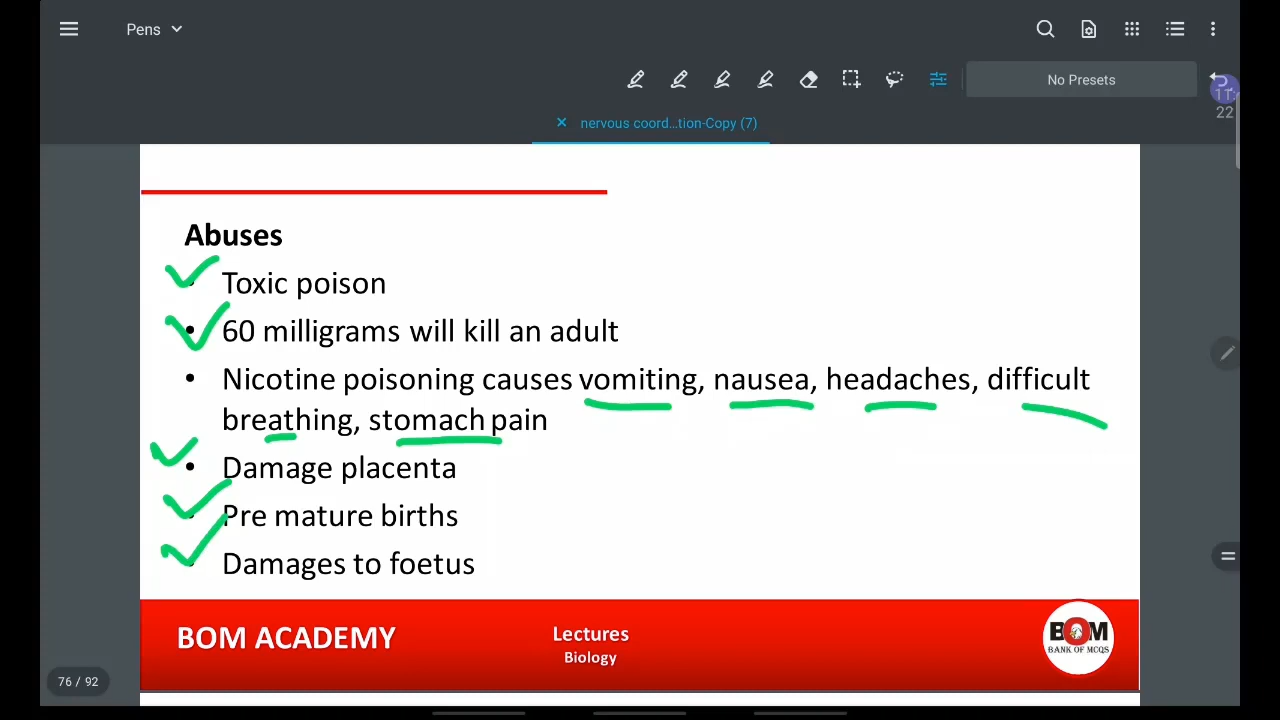 Pens
No Presets
11:
22
nervous coord...tion-Copy (7)
Abuses
• Toxic poison
• 60 milligrams will kill an adult
• Nicotine poisoning causes vomiting, nausea, headaches, difficult
breathing, stomach pain
• Damage placenta
• Pre mature births
• Damages to foetus
BOM ACADEMY
Lectures
Biology
BOM
BANK OF MCQS
76 / 92